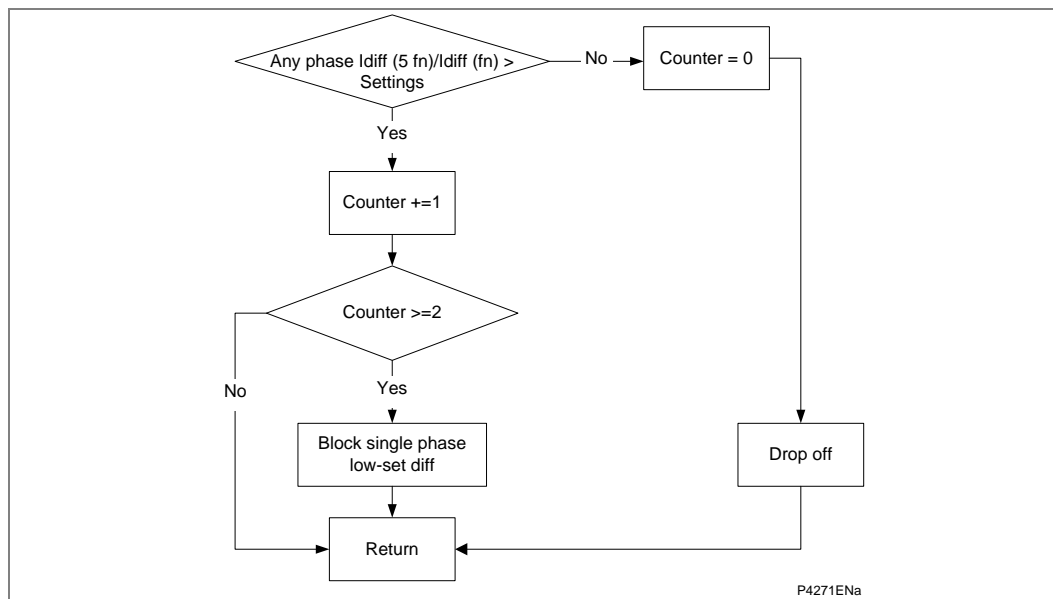 Any phase Idiff (5 fn)/Idiff (fn) >
Settings
No
Counter = 0
Yes
Counter +=1
Counter >=2
No
Yes
Block single phase
low-set diff
Drop off
Return
P4271ENa